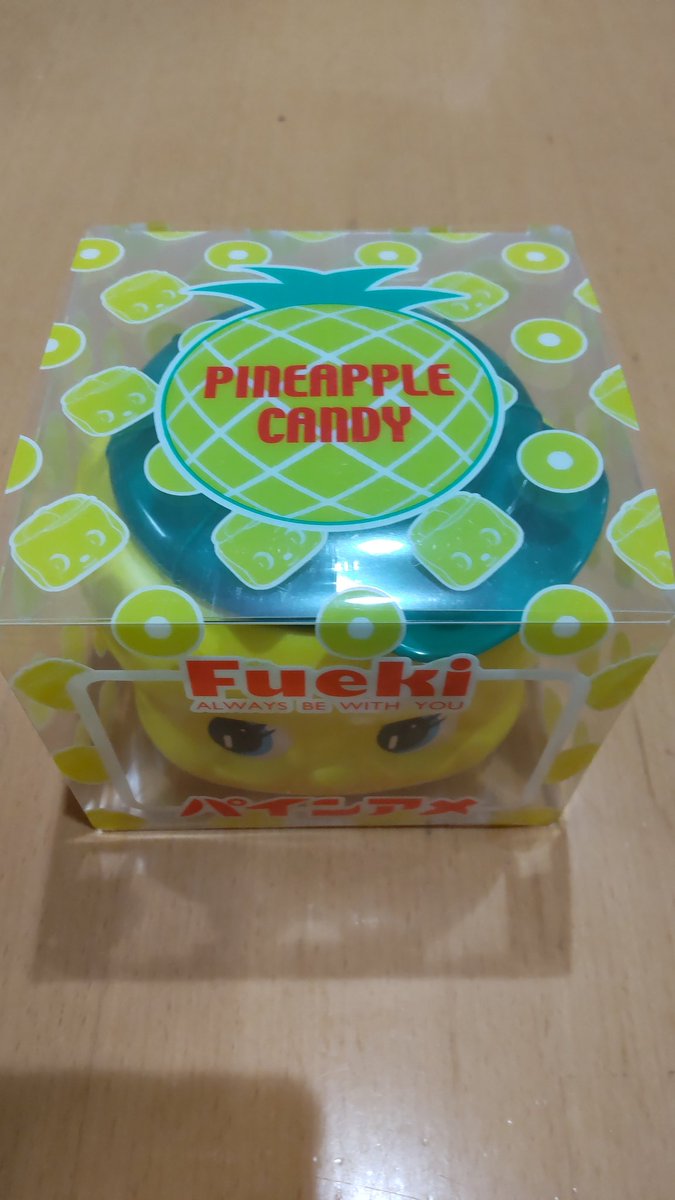 PINEAPPLE
CANDY
Fueki
ALWAYS BE WITH YOU
パインアメ